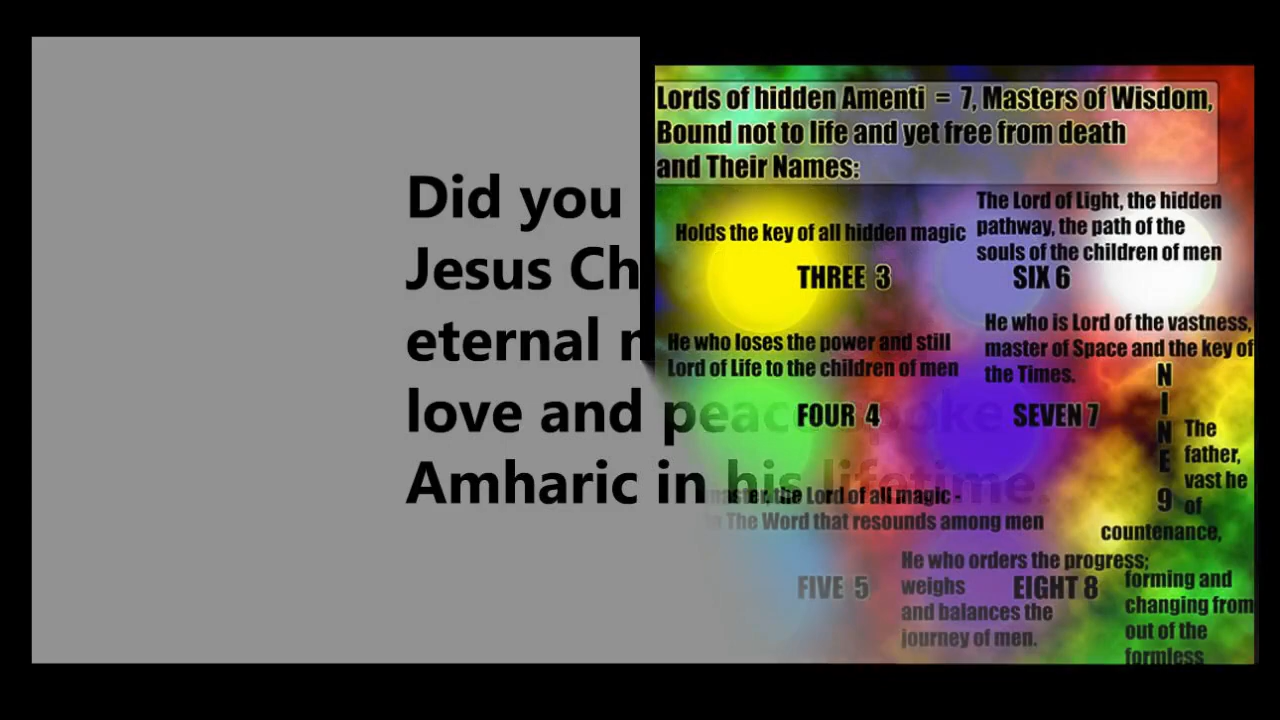 Did you
Jesus Ch
eternal
love and peac poke
Amharic in his lifetime.
Lords of hidden Amenti = 7, Masters of Wisdom,
Bound not to life and yet free from death
and Their Names:
Holds the key of all hidden magic
THREE 3
The Lord of Light, the hidden
pathway, the path of the
souls of the children of men
SIX 6
He who loses the power and still
Lord of Life to the children of men
FOUR 4
He who is Lord of the vastness,
master of Space and the key of
the Times.
SEVEN 7
N
I
N
E
9
The
father,
vast he
of
countenance,
forming and
changing from
out of the
formless
master, the Lord of all magic -
The Word that resounds among men
FIVE 5
He who orders the progress;
weighs
and balances the
journey of men.
EIGHT 8